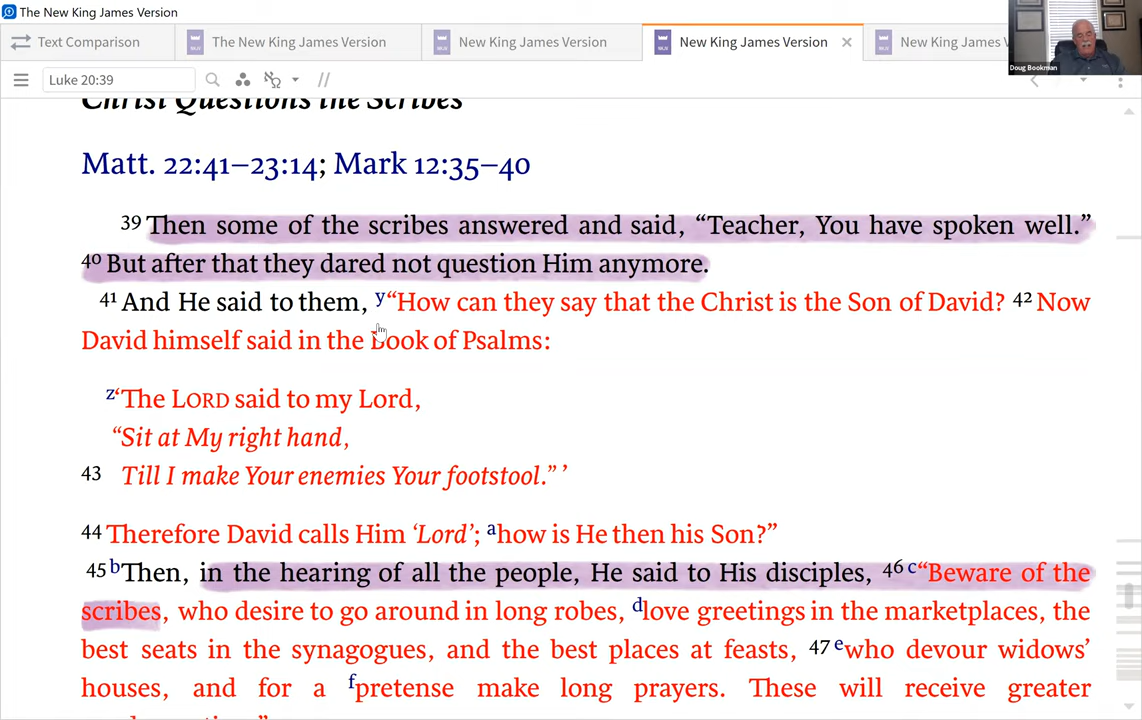 The New King James Version
Text Comparison
The New King James Version
New King James Version
New King James Version
New King James V
Doug Bookman
Luke 20:39
Christ Questions the Scribes
Matt. 22:41–23:14; Mark 12:35–40
39 Then some of the scribes answered and said, “Teacher, You have spoken well.”
40 But after that they dared not question Him anymore.
41 And He said to them, y“How can they say that the Christ is the Son of David? 42 Now
David himself said in the Book of Psalms:
z‘The LORD said to my Lord,
“Sit at My right hand,
43 Till I make Your enemies Your footstool.” ’
44 Therefore David calls Him ‘Lord’; ahow is He then his Son?”
45 bThen, in the hearing of all the people, He said to His disciples, 46 c“Beware of the
scribes, who desire to go around in long robes, dlove greetings in the marketplaces, the
best seats in the synagogues, and the best places at feasts, 47 ewho devour widows’
houses, and for a fpretense make long prayers. These will receive greater